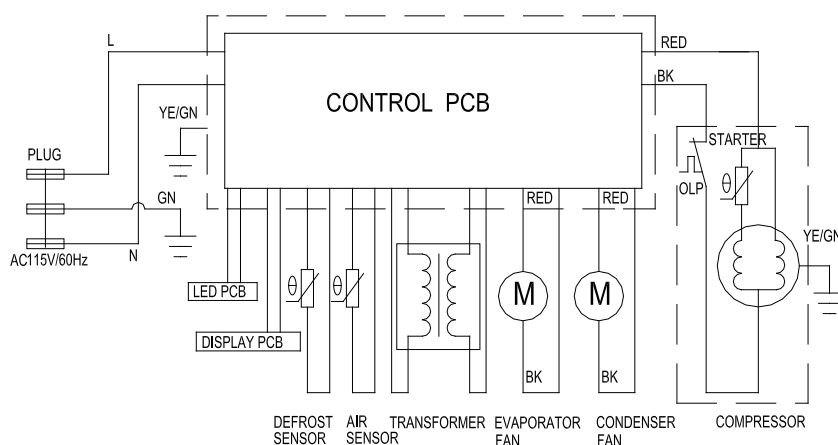 L
RED
BK
CONTROL PCB
YE/GN
STARTER
PLUG
θ
OLP
GN
RED
RED
YE/GN
N
AC115V/60Hz
LED PCB
θ
θ
M
M
DISPLAY PCB
BK
BK
DEFROST SENSOR
AIR SENSOR
TRANSFORMER
EVAPORATOR FAN
CONDENSER FAN
COMPRESSOR